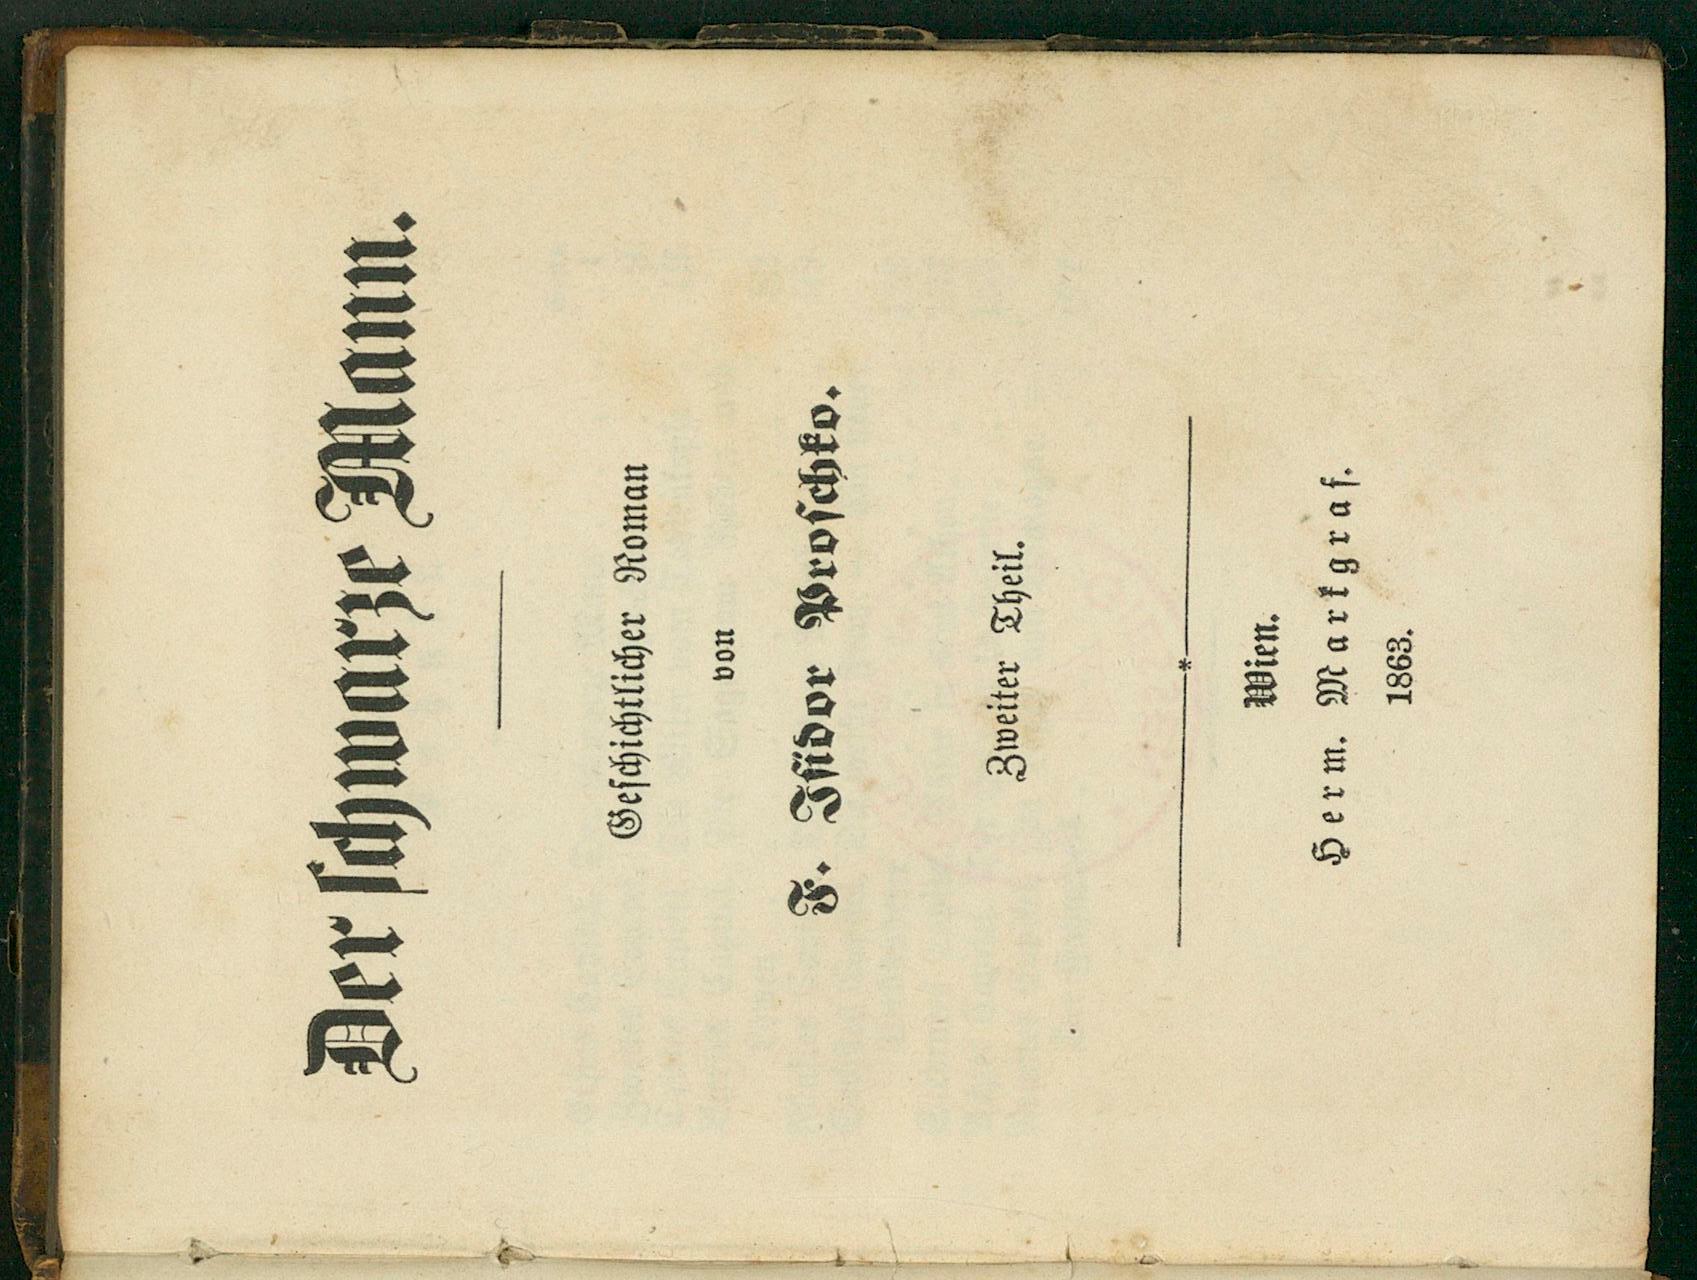 Der ſchwarze Mann.
Geſchichtlicher Roman
von
F. Iſidor Proſchko.
Zweiter Theil.
*
Wien.
Herm. Markgraf.
1863.